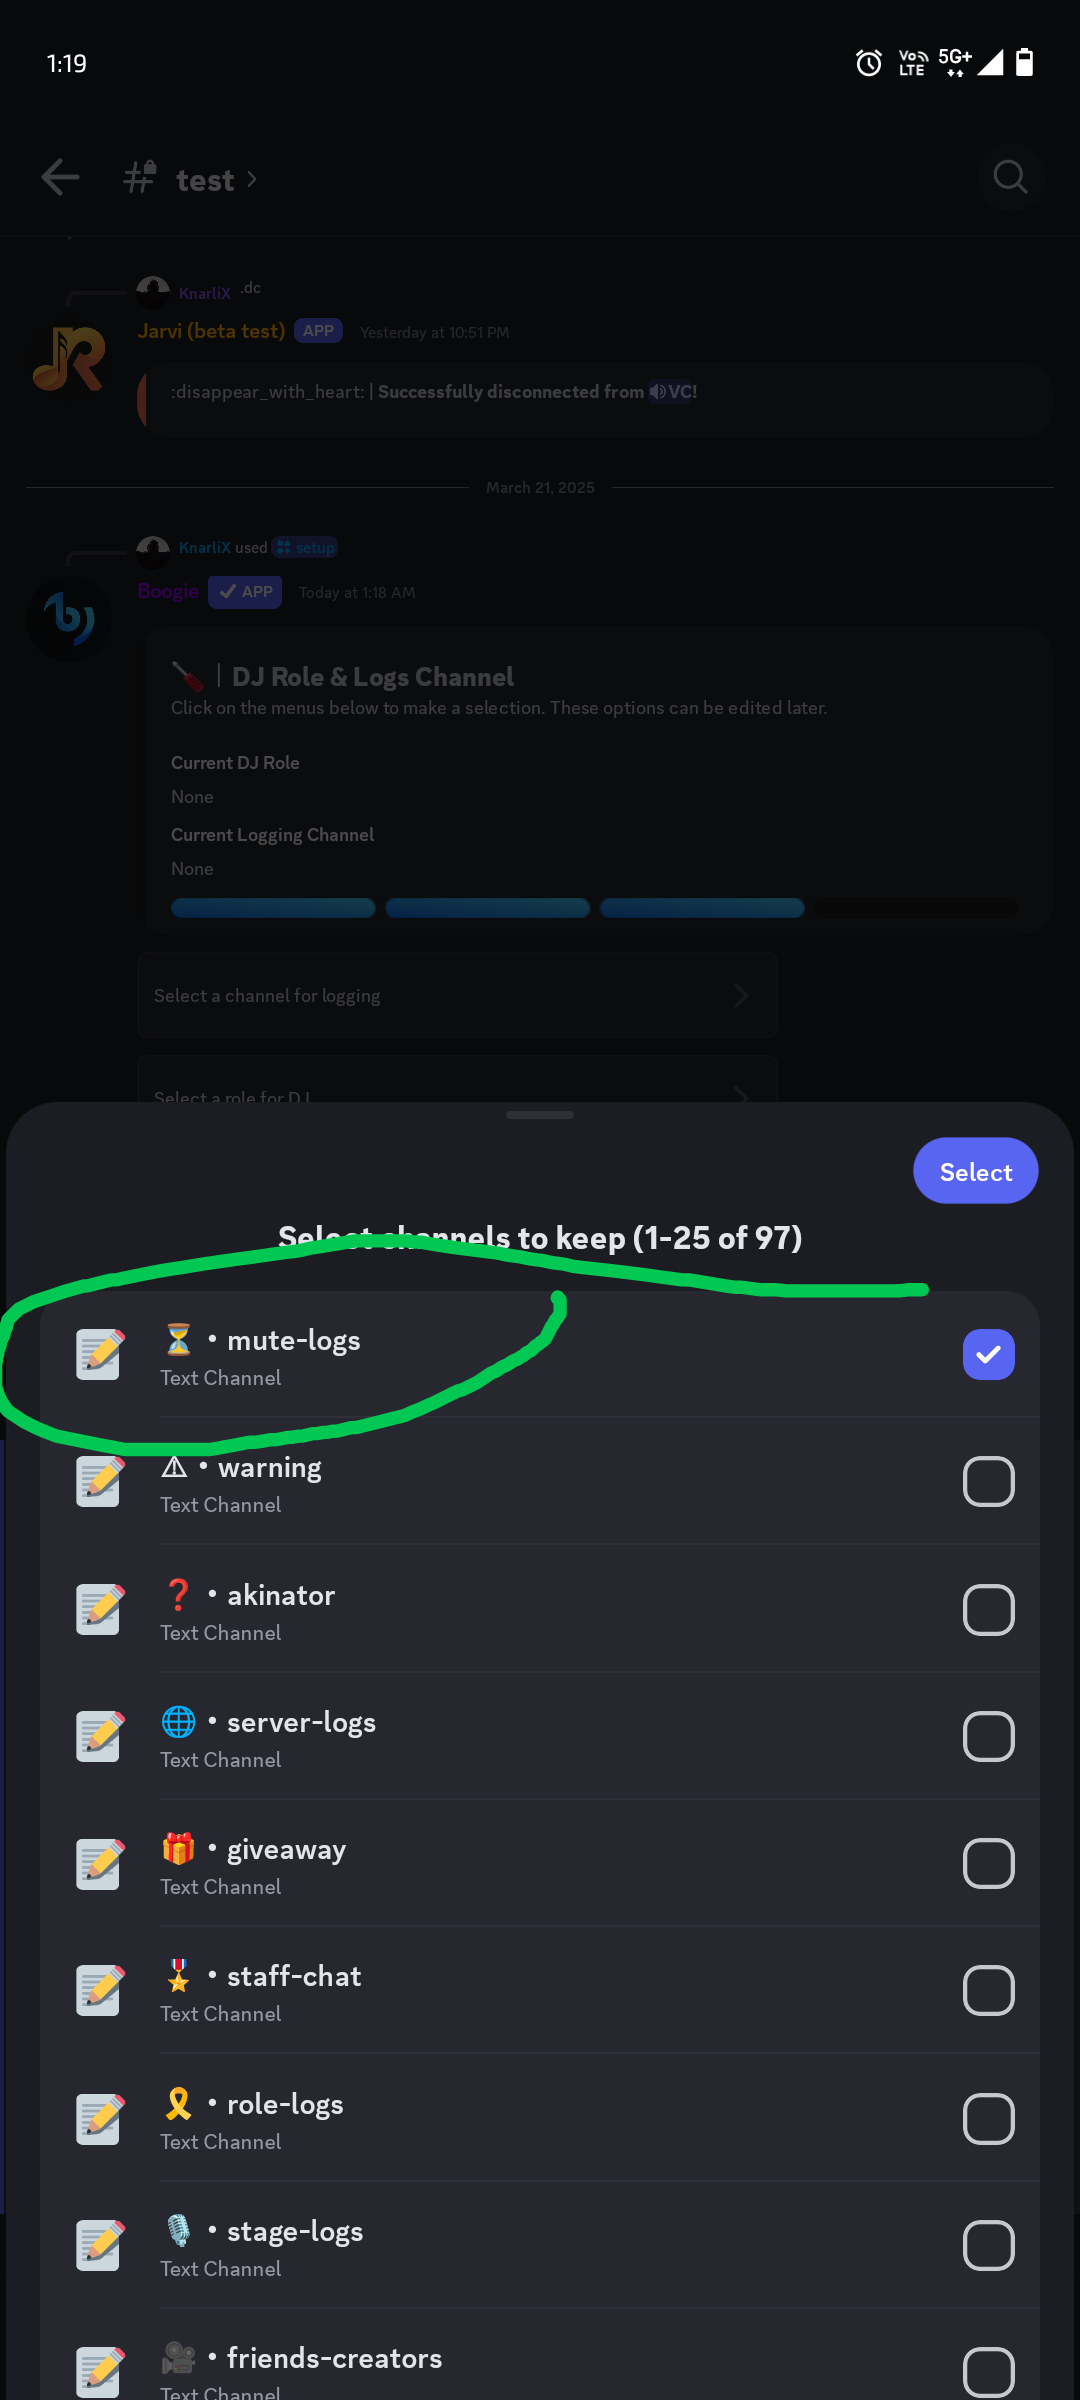 1:19
Vo LTE 5G+
# test >
KnarliX .dc
Jarvi (beta test) APP Yesterday at 10:51 PM
:disappear_with_heart: | Successfully disconnected from VC!
March 21, 2025
KnarliX used setup
Boogie ✓ APP Today at 1:18 AM
| DJ Role & Logs Channel
Click on the menus below to make a selection. These options can be edited later.
Current DJ Role
None
Current Logging Channel
None
Select a channel for logging
Select a role for DJ
Select
Select channels to keep (1-25 of 97)
⏳ • mute-logs
Text Channel
⚠ • warning
Text Channel
❓ • akinator
Text Channel
🌐 • server-logs
Text Channel
🎁 • giveaway
Text Channel
🎖 • staff-chat
Text Channel
🎗 • role-logs
Text Channel
🎙 • stage-logs
Text Channel
🎥 • friends-creators
Text Channel